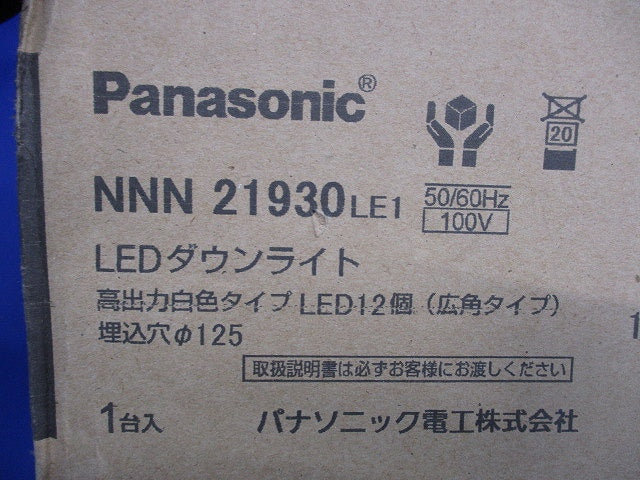 Panasonic®
20
NNN 21930 LE1
50/60Hz
100V
LEDダウンライト
高出力白色タイプ LED12個（広角タイプ）
埋込穴φ125
取扱説明書は必ずお客様にお渡しください
1台入 パナソニック電工株式会社